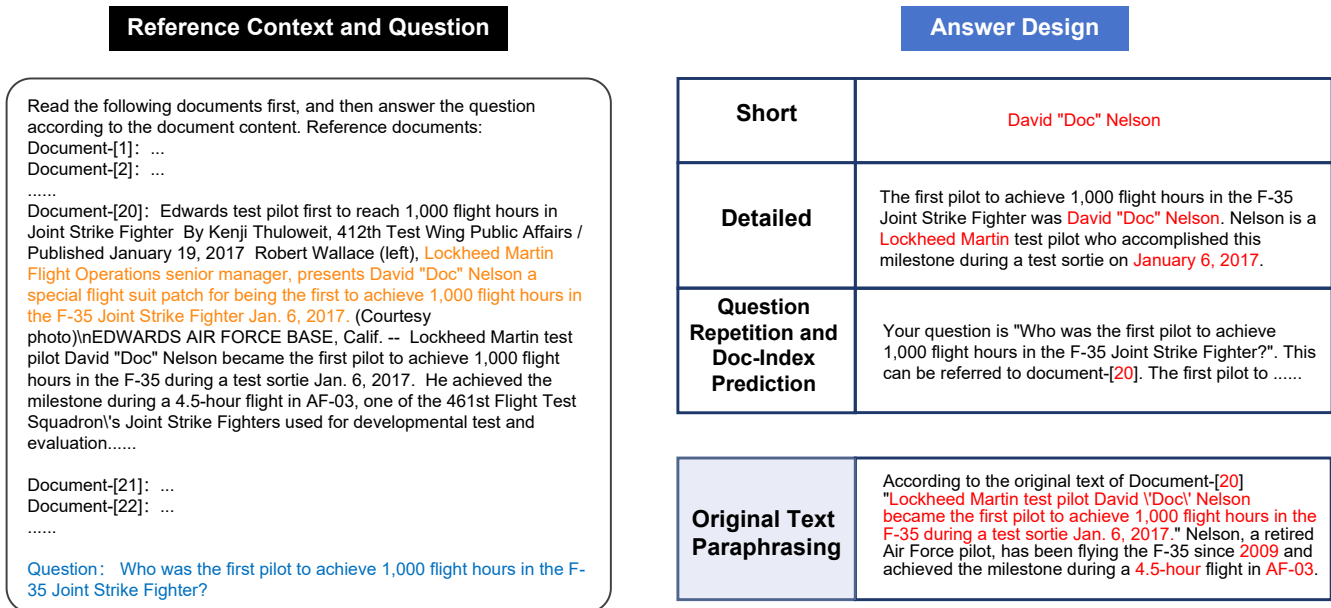 Reference Context and Question
Read the following documents first, and then answer the question
according to the document content. Reference documents:
Document-[1]: ...
Document-[2]: ...
......
Document-[20]: Edwards test pilot first to reach 1,000 flight hours in
Joint Strike Fighter By Kenji Thuloweit, 412th Test Wing Public Affairs /
Published January 19, 2017 Robert Wallace (left), Lockheed Martin
Flight Operations senior manager, presents David "Doc" Nelson a
special flight suit patch for being the first to achieve 1,000 flight hours in
the F-35 Joint Strike Fighter Jan. 6, 2017. (Courtesy
photo)\nEDWARDS AIR FORCE BASE, Calif. -- Lockheed Martin test
pilot David "Doc" Nelson became the first pilot to achieve 1,000 flight
hours in the F-35 during a test sortie Jan. 6, 2017. He achieved the
milestone during a 4.5-hour flight in AF-03, one of the 461st Flight Test
Squadron\'s Joint Strike Fighters used for developmental test and
evaluation......
Document-[21]: ...
Document-[22]: ...
......
Question: Who was the first pilot to achieve 1,000 flight hours in the F-
35 Joint Strike Fighter?
Answer Design
Short
David "Doc" Nelson
Detailed
The first pilot to achieve 1,000 flight hours in the F-35
Joint Strike Fighter was David "Doc" Nelson. Nelson is a
Lockheed Martin test pilot who accomplished this
milestone during a test sortie on January 6, 2017.
Question
Repetition and
Doc-Index
Prediction
Your question is "Who was the first pilot to achieve
1,000 flight hours in the F-35 Joint Strike Fighter?". This
can be referred to document-[20]. The first pilot to ......
Original Text
Paraphrasing
According to the original text of Document-[20]
"Lockheed Martin test pilot David \'Doc\' Nelson
became the first pilot to achieve 1,000 flight hours in the
F-35 during a test sortie Jan. 6, 2017." Nelson, a retired
Air Force pilot, has been flying the F-35 since 2009 and
achieved the milestone during a 4.5-hour flight in AF-03.